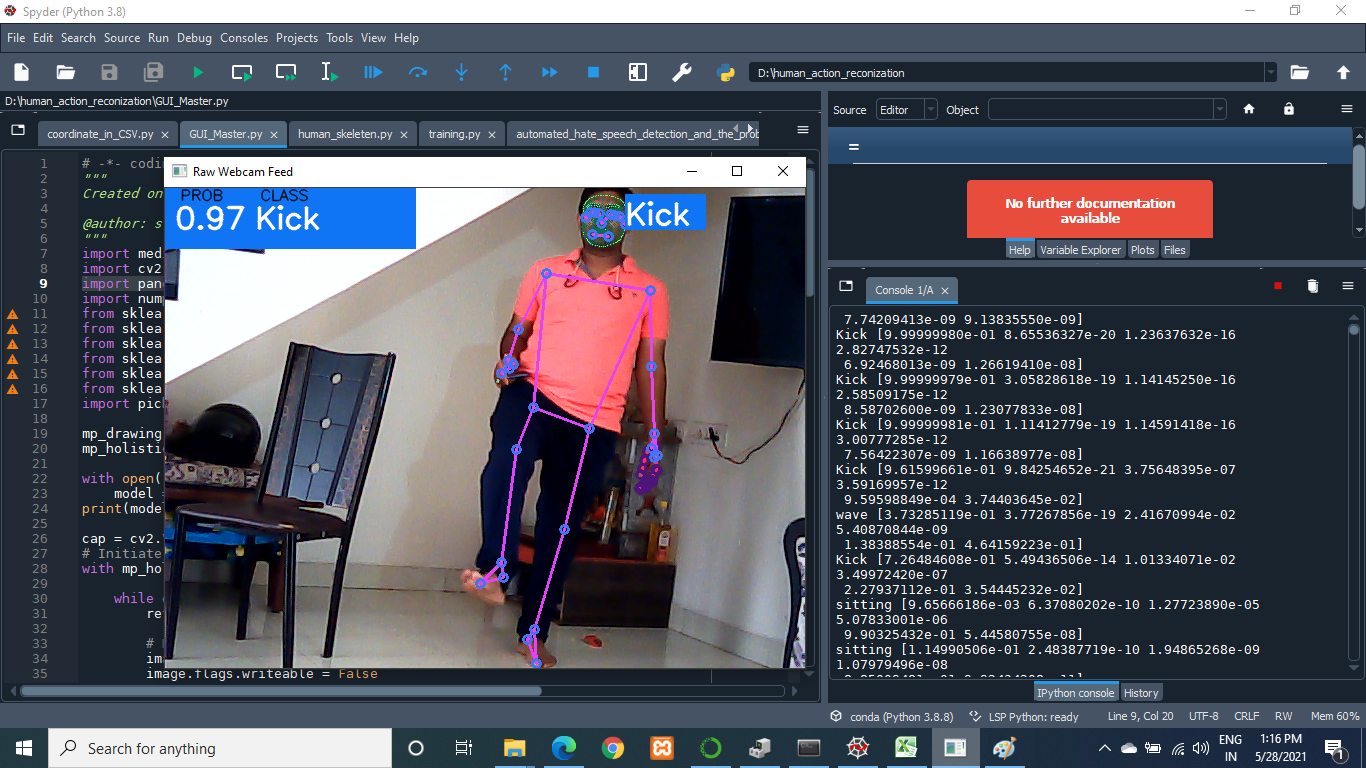 Spyder (Python 3.8)
File Edit Search Source Run Debug Consoles Projects Tools View Help
D:\human_action_reconization
D:\human_action_reconization\GUI_Master.py
coordinate_in_CSV.py GUI_Master.py human_skeleten.py training.py automated_hate_speech_detection_and_the_prob
1 # -*- codi
2 """
3 Created on
4
5 @author: s
6 """
7 import med
8 import cv2
9 import pan
10 import num
11 from sklea
12 from sklea
13 from sklea
14 from sklea
15 from sklea
16 from sklea
17 import pic
18
19 mp_drawing
20 mp_holisti
21
22 with open(
23 model =
24 print(mode
25
26 cap = cv2.
27 # Initiate
28 with mp_ho
29
30 while
31 re
32
33 #
34 im
35 image.flags.writeable = False
Raw Webcam Feed
PROB CLASS
0.97 Kick
Kick
Source Editor Object
=
No further documentation
available
Help Variable Explorer Plots Files
Console 1/A
7.74209413e-09 9.13835550e-09]
Kick [9.99999980e-01 8.65536327e-20 1.23637632e-16
2.82747532e-12
6.92468013e-09 1.26619410e-08]
Kick [9.99999979e-01 3.05828618e-19 1.14145250e-16
2.58509175e-12
8.58702600e-09 1.23077833e-08]
Kick [9.99999981e-01 1.11412779e-19 1.14591418e-16
3.00777285e-12
7.56422307e-09 1.16638977e-08]
Kick [9.61599661e-01 9.84254652e-21 3.75648395e-07
3.59169957e-12
9.59598849e-04 3.74403645e-02]
wave [3.73285119e-01 3.77267856e-19 2.41670994e-02
5.40870844e-09
1.38388554e-01 4.64159223e-01]
Kick [7.26484608e-01 5.49436506e-14 1.01334071e-02
3.49972420e-07
2.27937112e-01 3.54445232e-02]
sitting [9.65666186e-03 6.37080202e-10 1.27723890e-05
5.07833001e-06
9.90325432e-01 5.44580755e-08]
sitting [1.14990506e-01 2.48387719e-10 1.94865268e-09
1.07979496e-08
IPython console History
conda (Python 3.8.8) LSP Python: ready Line 9, Col 20 UTF-8 CRLF RW Mem 60%
Search for anything
ENG
IN
1:16 PM
5/28/2021
1